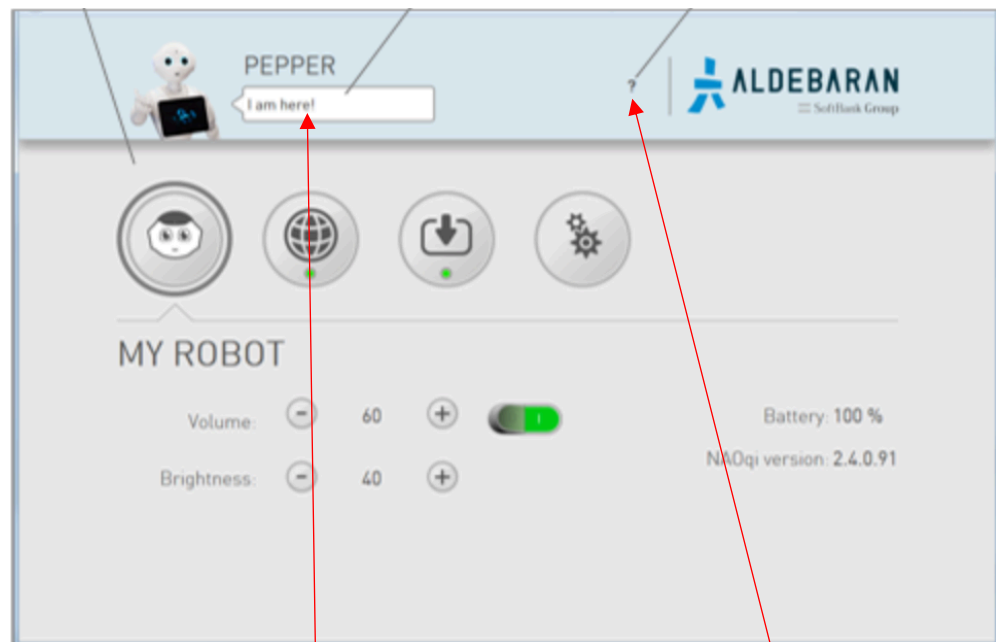 PEPPER
I am here!
?
ALDEBARAN
SoftBank Group
MY ROBOT
Volume: 60
Battery: 100 %
NAOqi version: 2.4.0.91
Brightness: 40